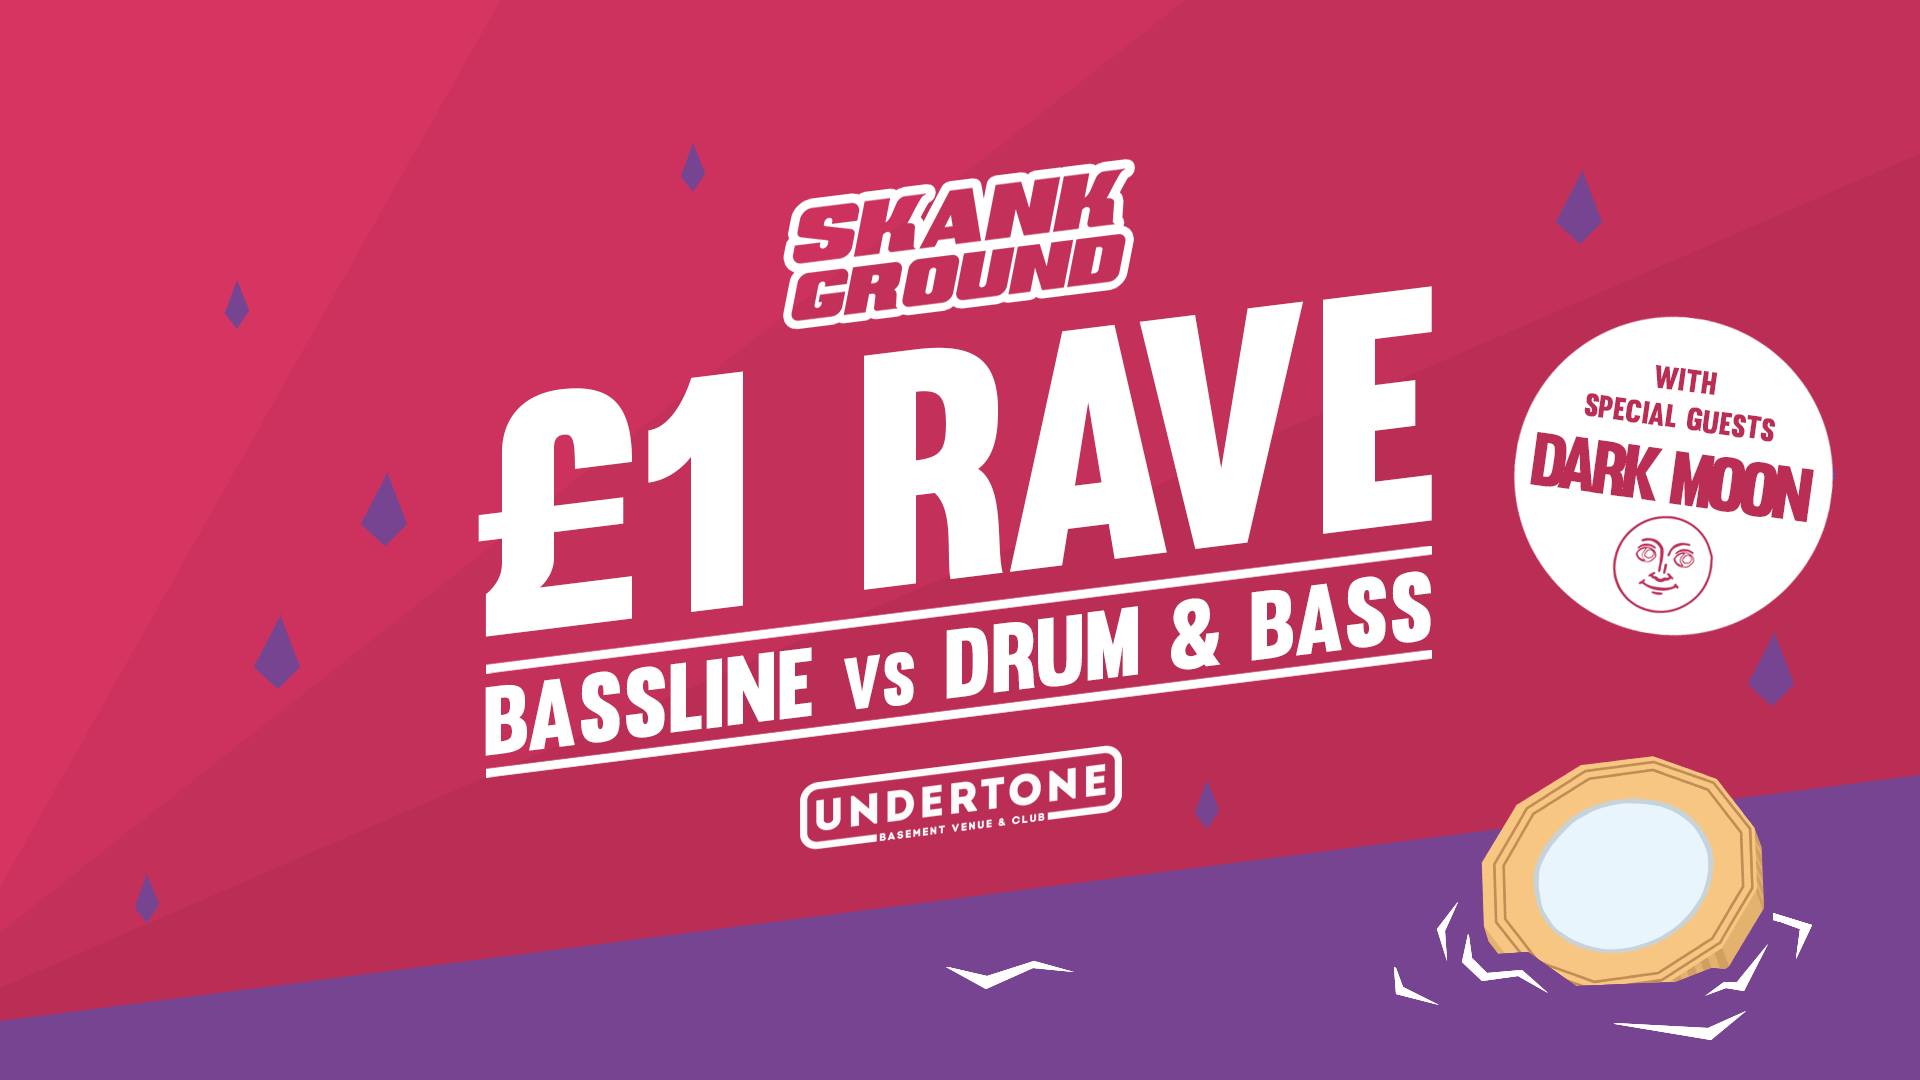 SKANK
GROUND
£1 RAVE
BASSLINE VS DRUM & BASS
UNDERTONE
BASEMENT VENUE & CLUB
WITH
SPECIAL GUESTS
DARK MOON